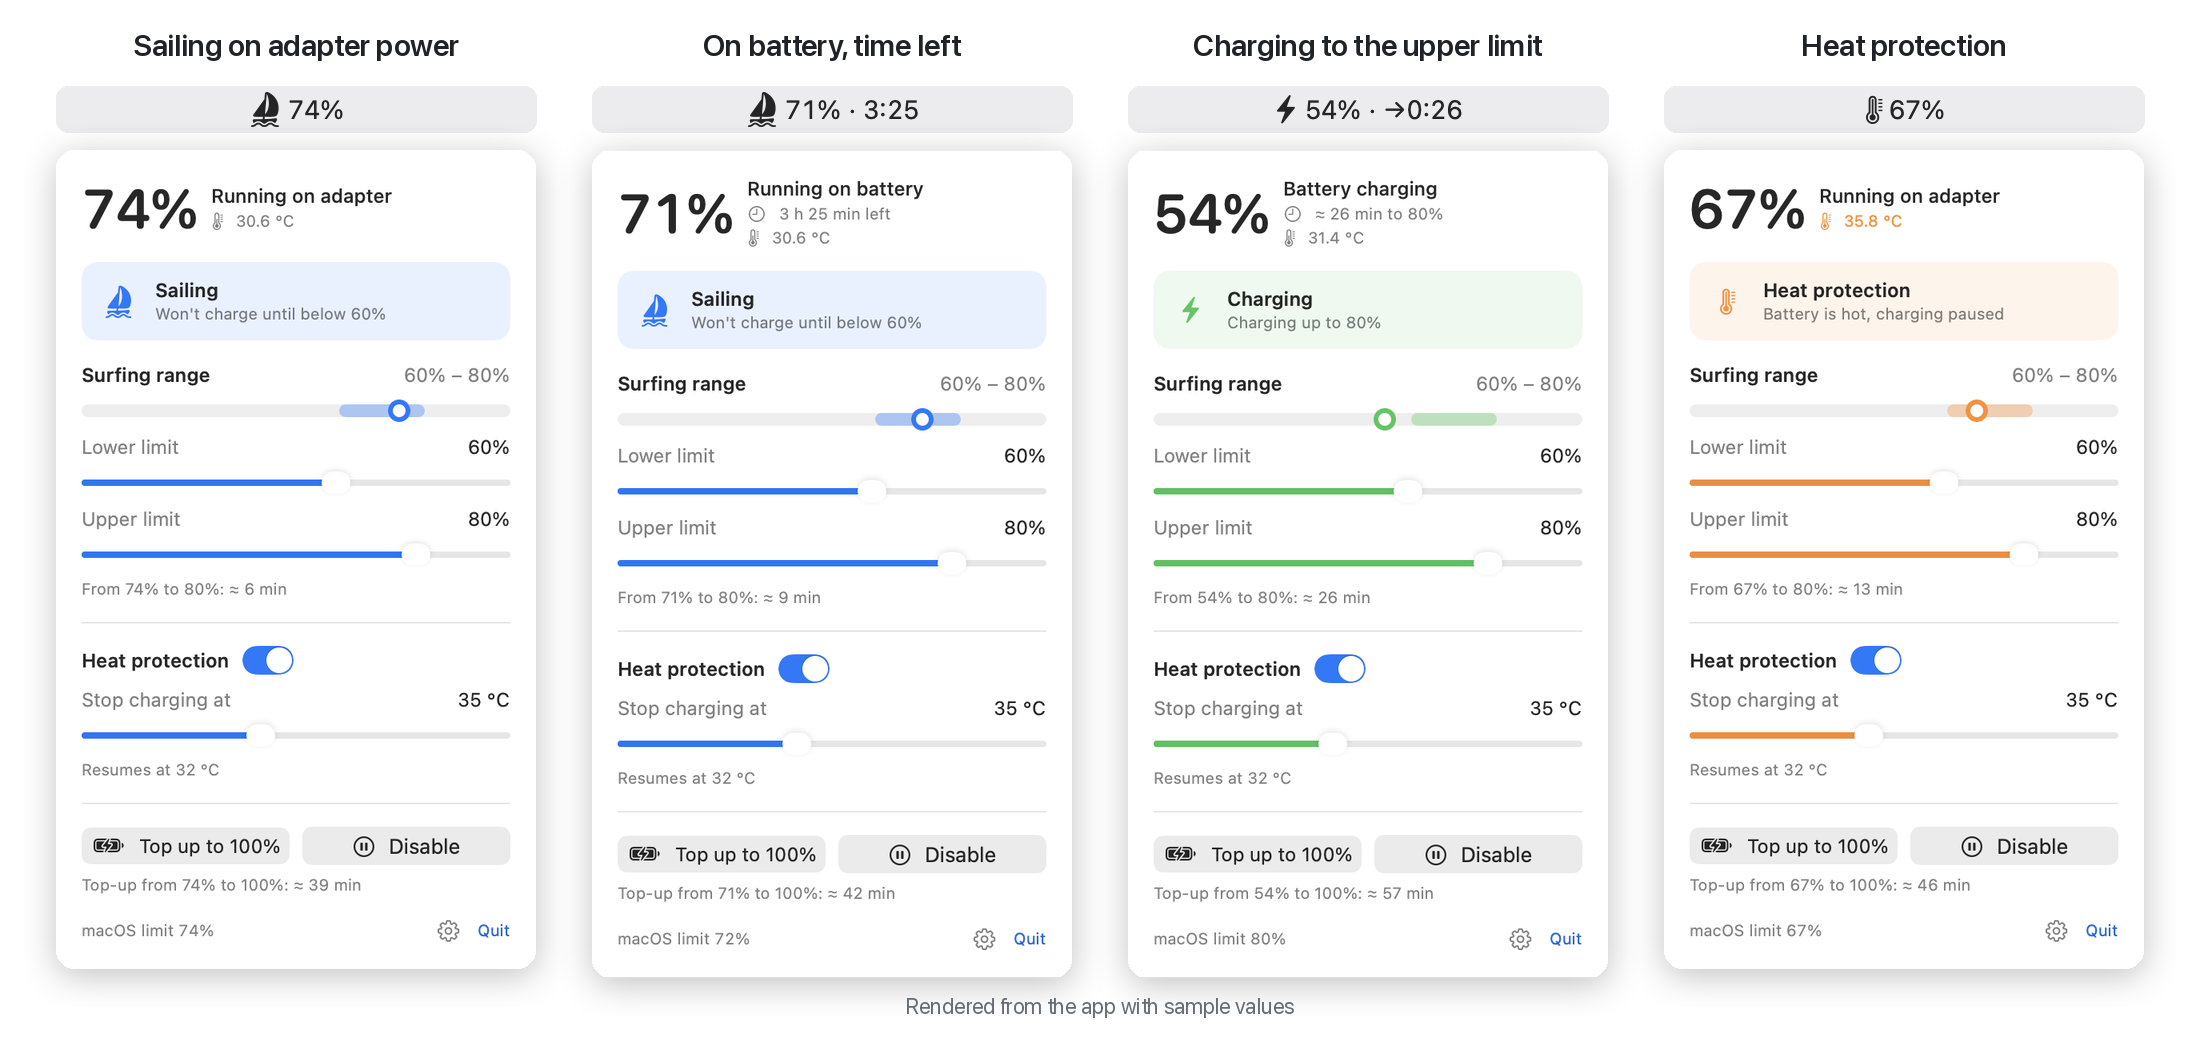 Sailing on adapter power
74%
74%
Running on adapter
30.6 °C
Sailing
Won't charge until below 60%
Surfing range
60% – 80%
Lower limit
60%
Upper limit
80%
From 74% to 80%: ≈ 6 min
Heat protection
Stop charging at
35 °C
Resumes at 32 °C
Top up to 100%
Disable
Top-up from 74% to 100%: ≈ 39 min
macOS limit 74%
Quit
On battery, time left
71% · 3:25
71%
Running on battery
3 h 25 min left
30.6 °C
Sailing
Won't charge until below 60%
Surfing range
60% – 80%
Lower limit
60%
Upper limit
80%
From 71% to 80%: ≈ 9 min
Heat protection
Stop charging at
35 °C
Resumes at 32 °C
Top up to 100%
Disable
Top-up from 71% to 100%: ≈ 42 min
macOS limit 72%
Quit
Charging to the upper limit
54% · →0:26
54%
Battery charging
≈ 26 min to 80%
31.4 °C
Charging
Charging up to 80%
Surfing range
60% – 80%
Lower limit
60%
Upper limit
80%
From 54% to 80%: ≈ 26 min
Heat protection
Stop charging at
35 °C
Resumes at 32 °C
Top up to 100%
Disable
Top-up from 54% to 100%: ≈ 57 min
macOS limit 80%
Quit
Heat protection
67%
67%
Running on adapter
35.8 °C
Heat protection
Battery is hot, charging paused
Surfing range
60% – 80%
Lower limit
60%
Upper limit
80%
From 67% to 80%: ≈ 13 min
Heat protection
Stop charging at
35 °C
Resumes at 32 °C
Top up to 100%
Disable
Top-up from 67% to 100%: ≈ 46 min
macOS limit 67%
Quit
Rendered from the app with sample values